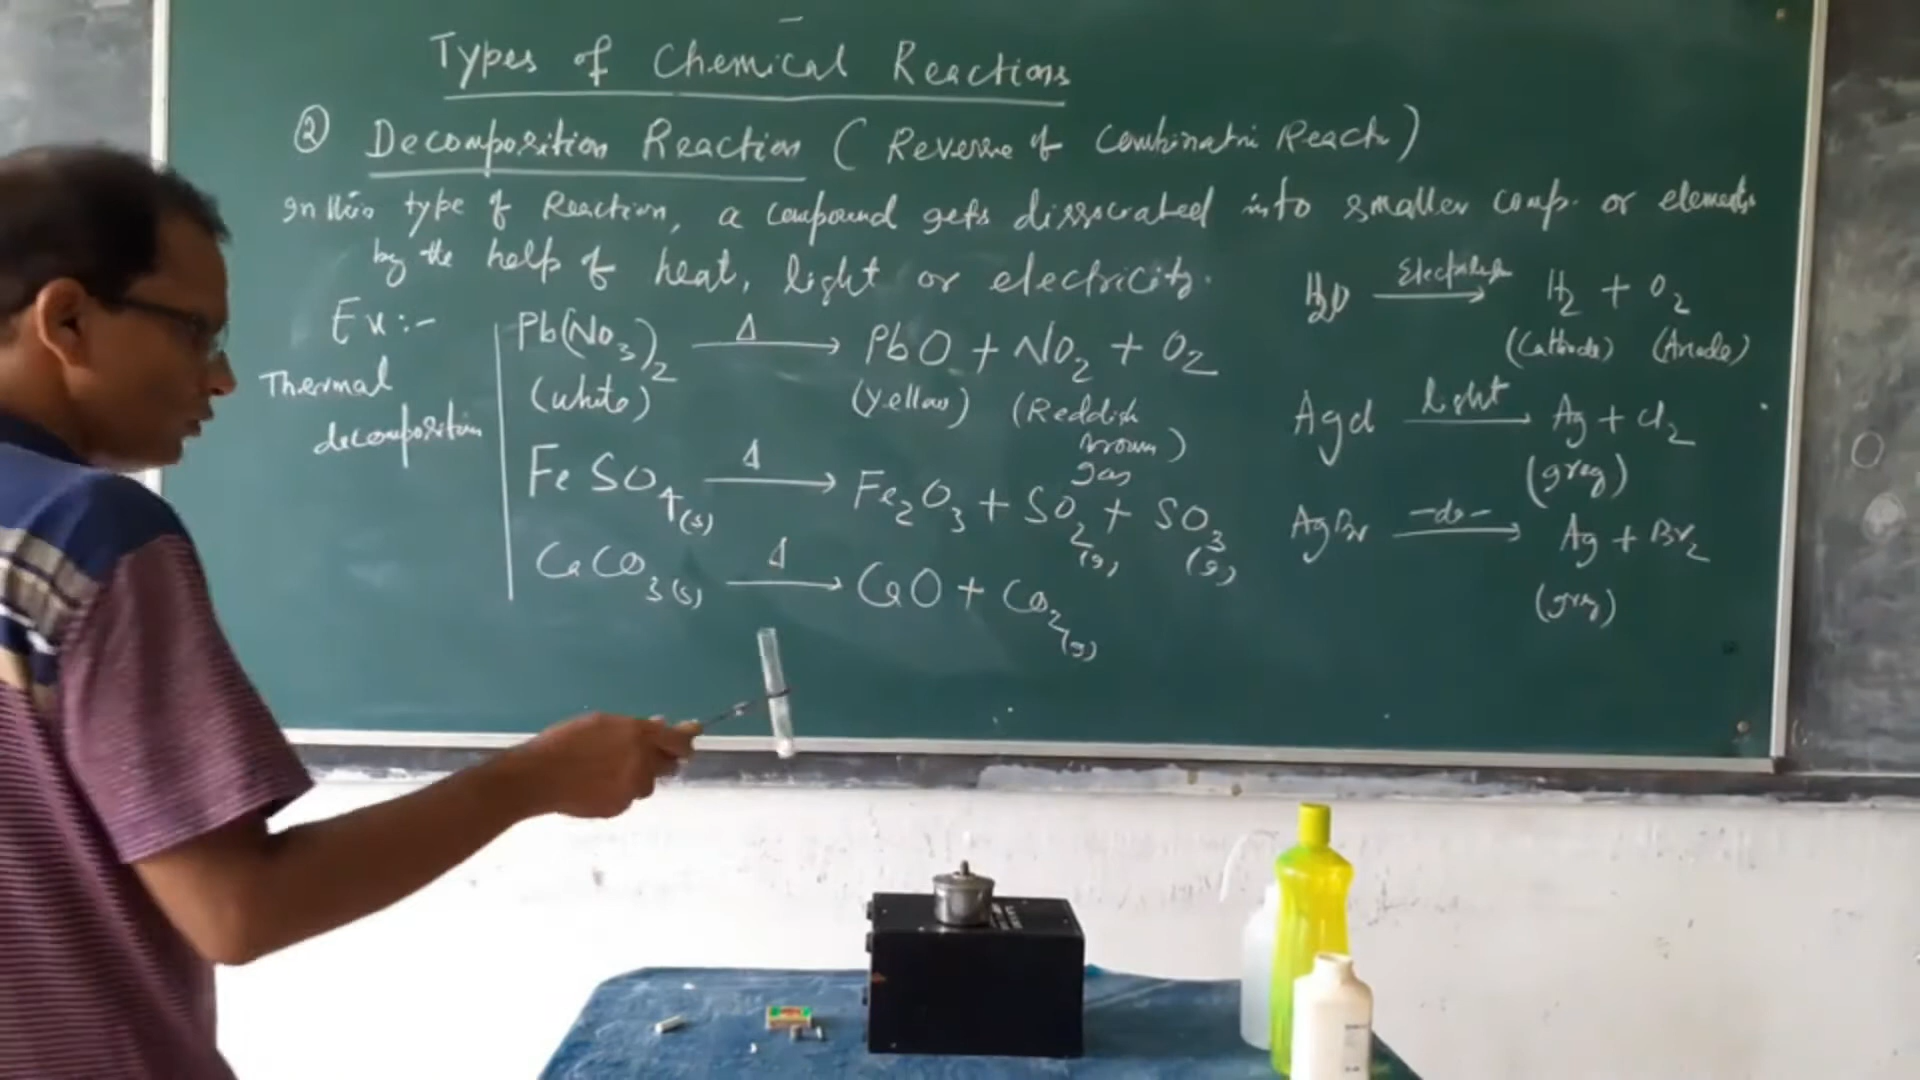 Types of Chemical Reactions
② Decomposition Reaction (Reverse of Combinatn Reactn)
In this type of Reaction, a compound gets dissociated into smaller comp. or elements
by the help of heat, light or electricity.
Ex :-
Thermal
decomposition
Pb(NO3)2 —Δ→ PbO + NO2 + O2
(white) (yellow) (Reddish
brown)
gas
FeSO4(s) —Δ→ Fe2O3 + SO2(g) + SO3(g)
CaCO3(s) —Δ→ CaO + CO2(g)
H2O → H2 + O2
(Cathode) (Anode)
AgCl —light→ Ag + Cl2
(grey)
AgBr —do→ Ag + Br2
(grey)